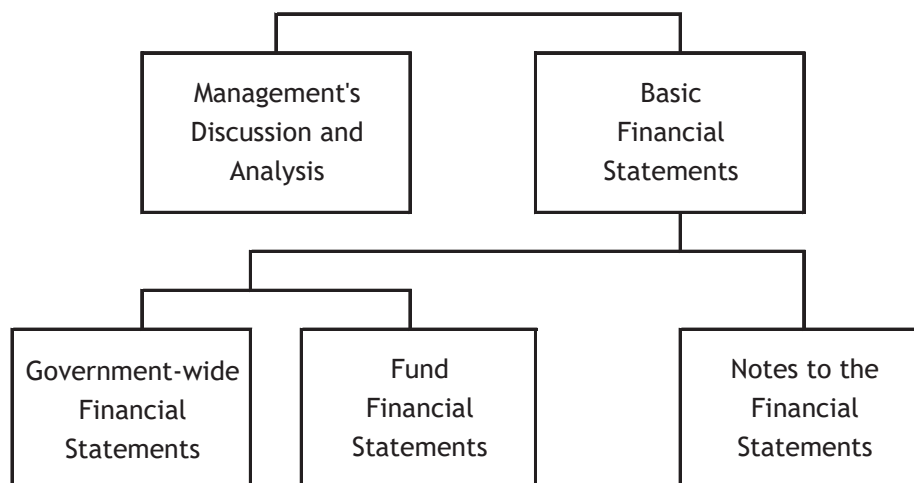 Management's
Discussion and
Analysis
Basic
Financial
Statements
Government-wide
Financial
Statements
Fund
Financial
Statements
Notes to the
Financial
Statements